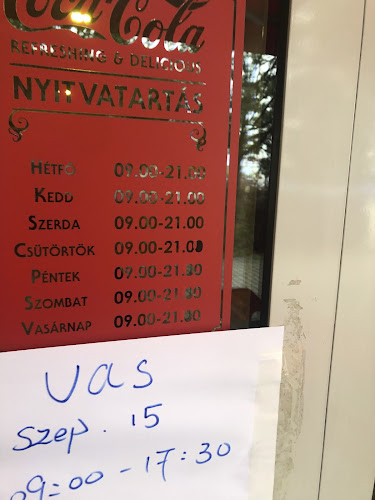 Coca-Cola
REFRESHING & DELICIOUS
NYITVATARTÁS
HÉTFŐ 09.00-21.00
KEDD 09.00-21.00
SZERDA 09.00-21.00
CSÜTÖRTÖK 09.00-21.00
PÉNTEK 09.00-21.00
SZOMBAT 09.00-21.00
VASÁRNAP 09.00-21.00
vas
szep. 15
09:00 - 17:30